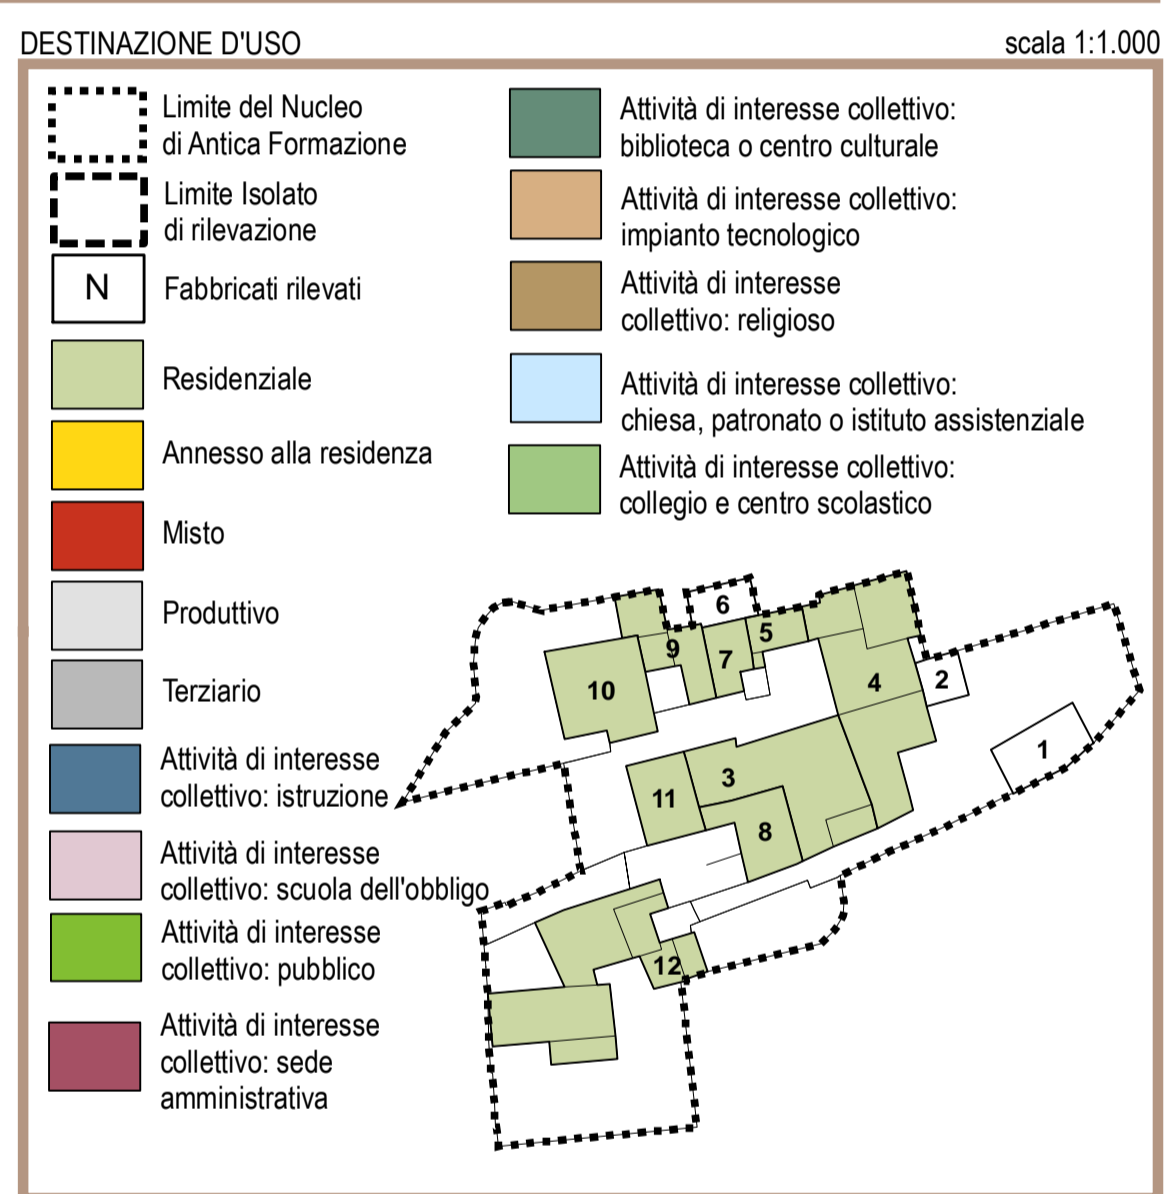 DESTINAZIONE D'USO
scala 1:1.000
Limite del Nucleo
di Antica Formazione
Limite Isolato
di rilevazione
N
Fabbricati rilevati
Residenziale
Annesso alla residenza
Misto
Produttivo
Terziario
Attività di interesse
collettivo: istruzione
Attività di interesse
collettivo: scuola dell'obbligo
Attività di interesse
collettivo: pubblico
Attività di interesse
collettivo: sede
amministrativa
Attività di interesse collettivo:
biblioteca o centro culturale
Attività di interesse collettivo:
impianto tecnologico
Attività di interesse
collettivo: religioso
Attività di interesse collettivo:
chiesa, patronato o istituto assistenziale
Attività di interesse collettivo:
collegio e centro scolastico
6
5
9
7
10
4
2
1
3
11
8
12